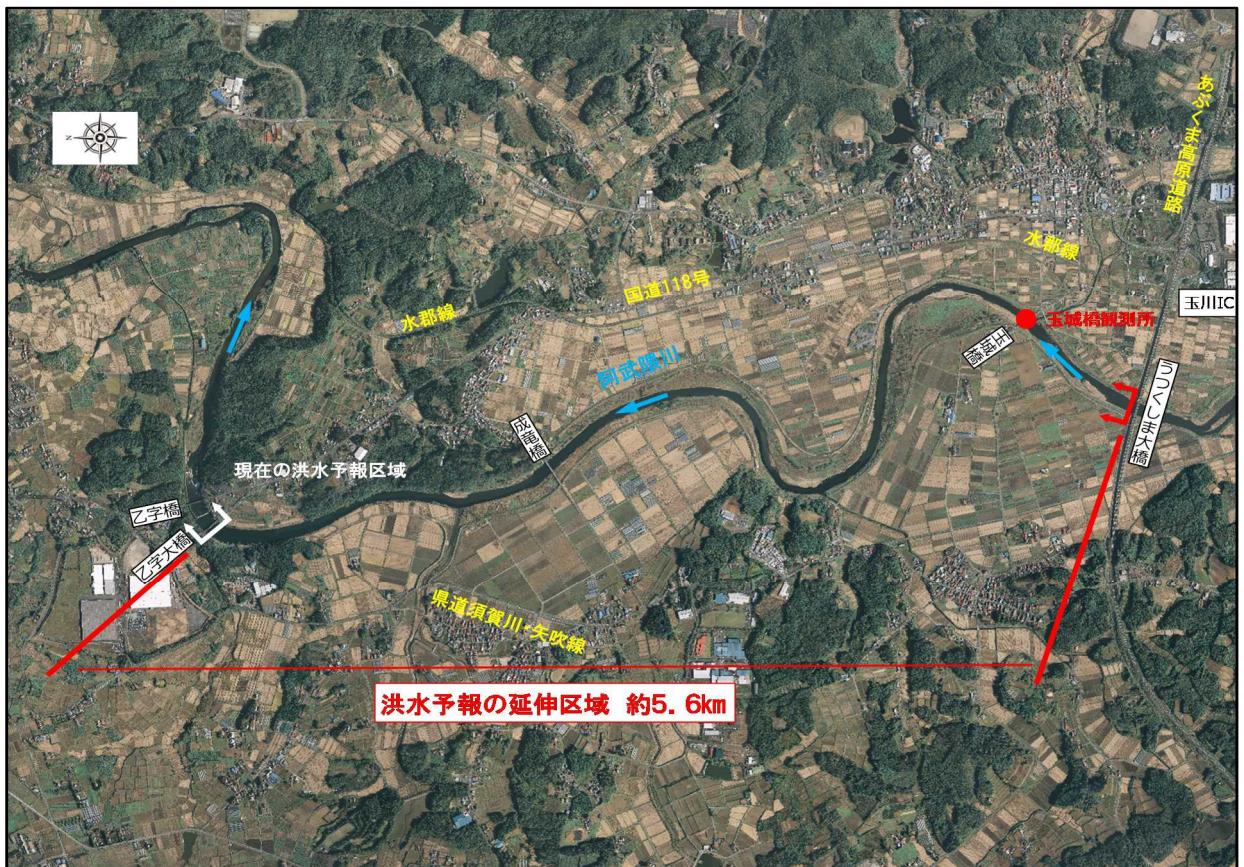 あぶくま高原道路
N
水郡線
国道118号
玉川IC
水郡線
玉城橋観測所
玉城橋
阿武隈川
うつくしま大橋
成竜橋
現在の洪水予報区域
乙字橋
乙字大橋
県道須賀川・矢吹線
洪水予報の延伸区域 約5.6km